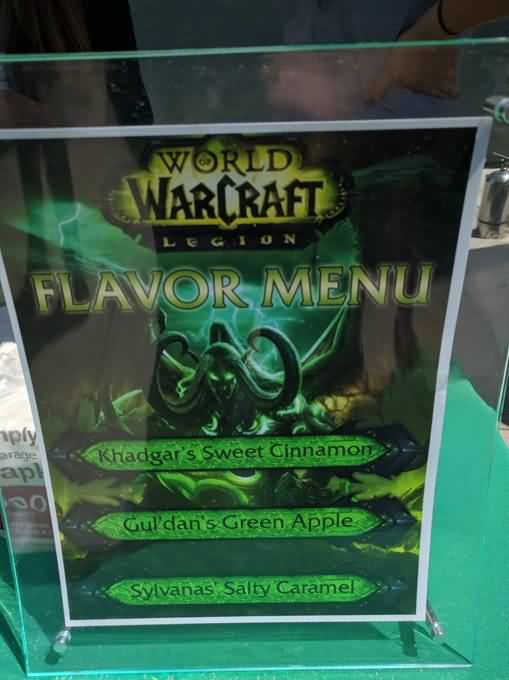 WORLD
OF
WARCRAFT
LEGION
FLAVOR MENU
Khadgar's Sweet Cinnamon
Gul'dan's Green Apple
Sylvanas' Salty Caramel